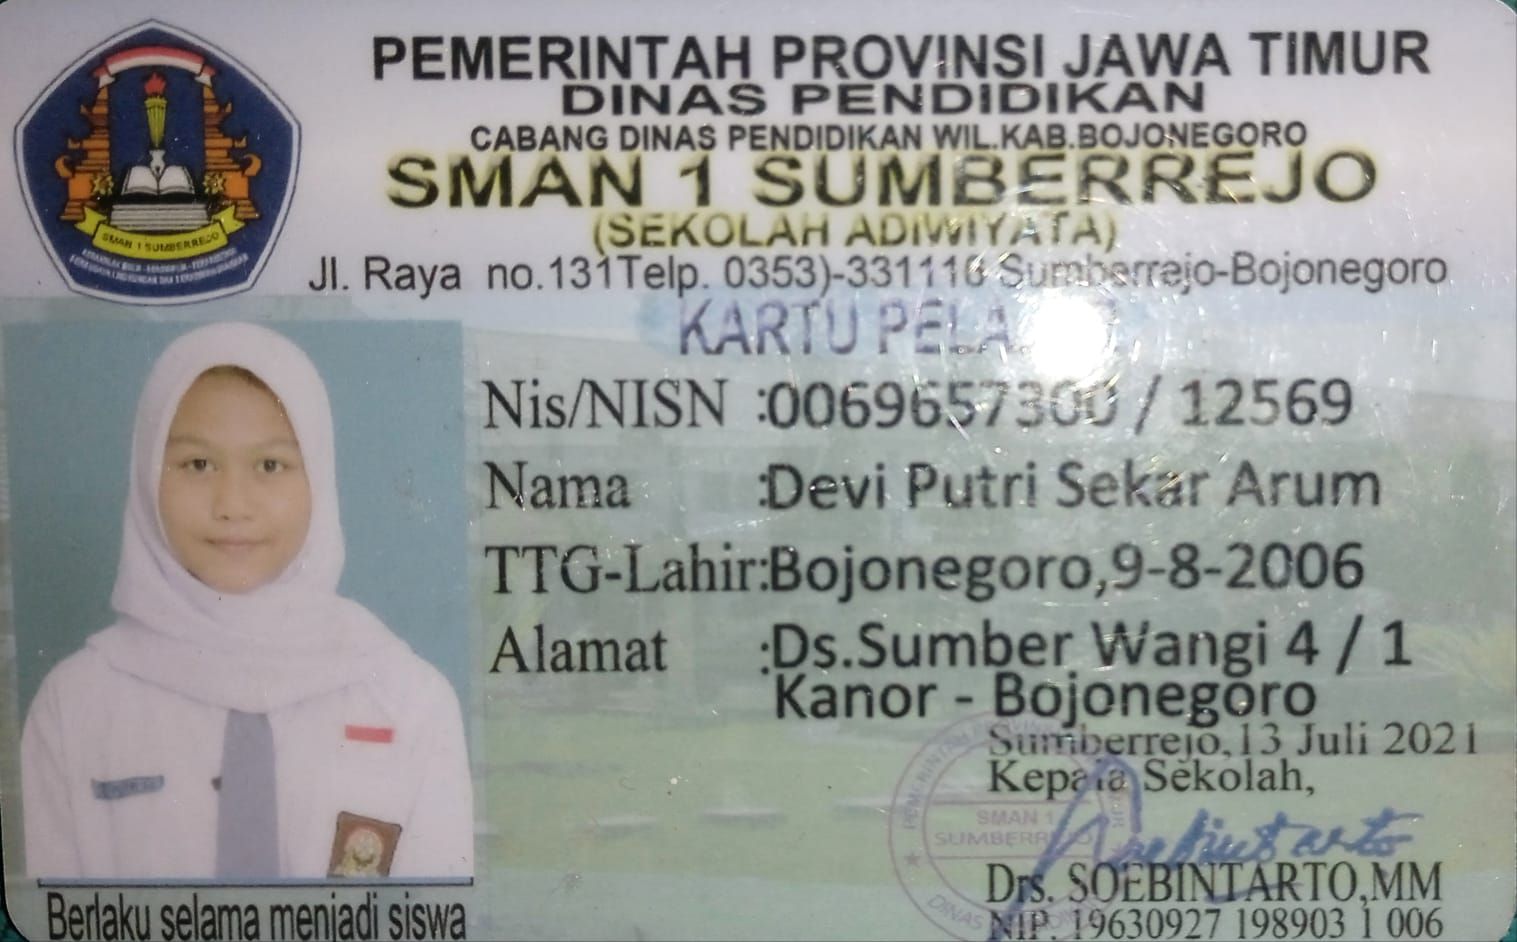 PEMERINTAH PROVINSI JAWA TIMUR
DINAS PENDIDIKAN
CABANG DINAS PENDIDIKAN WIL.KAB.BOJONEGORO
SMAN 1 SUMBERREJO
(SEKOLAH ADIWIYATA)
Jl. Raya no.131Telp. 0353)-331116 Sumberrejo-Bojonegoro
SMAN 1 SUMBERREJO
KARTU
Nis/NISN :0069657300 / 12569
Nama :Devi Putri Sekar Arum
TTG-Lahir:Bojonegoro,9-8-2006
Alamat :Ds.Sumber Wangi 4 / 1
Kanor - Bojonegoro
Sumberrejo,13 Juli 2021
Kepala Sekolah,
SMAN 1
SUMBERREJO
Drs. SOEBINTARTO,MM
NIP. 19630927 198903 1 006
Berlaku selama menjadi siswa